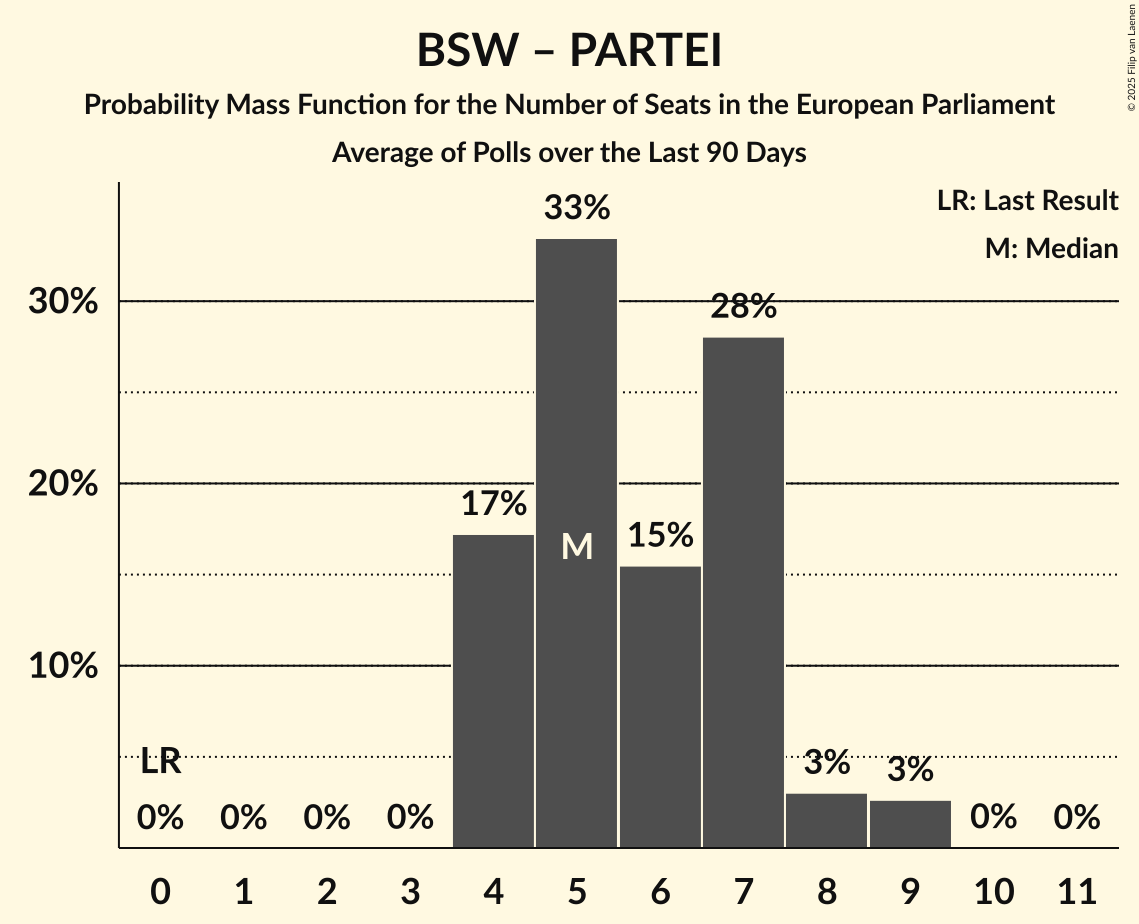 BSW – PARTEI
Probability Mass Function for the Number of Seats in the European Parliament
Average of Polls over the Last 90 Days
© 2025 Filip van Laenen
LR: Last Result
M: Median
33%
30%
28%
20%
17%
15%
M
10%
LR
3%
3%
0%
0%
0%
0%
0%
0%
0 1 2 3 4 5 6 7 8 9 10 11